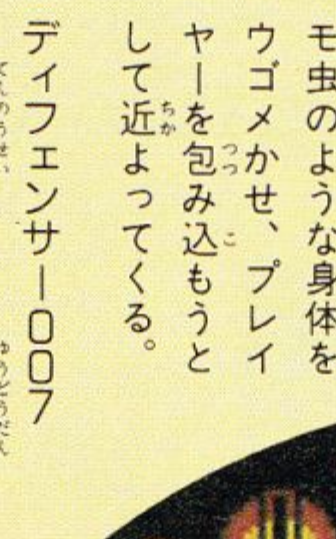 モ虫のような身体を
ウゴメかせ、プレイ
ヤーを包み込もうと
して近よってくる。
ディフェンサー007